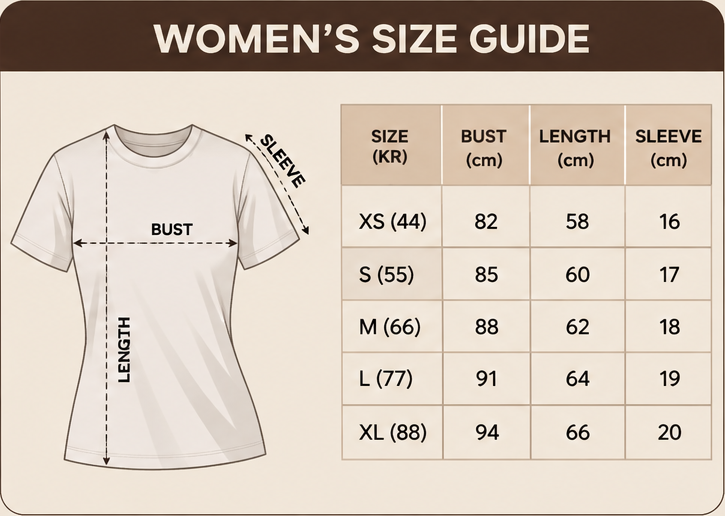 WOMEN’S SIZE GUIDE
SLEEVE
BUST
LENGTH
SIZE (KR) BUST (cm) LENGTH (cm) SLEEVE (cm)
XS (44) 82 58 16
S (55) 85 60 17
M (66) 88 62 18
L (77) 91 64 19
XL (88) 94 66 20